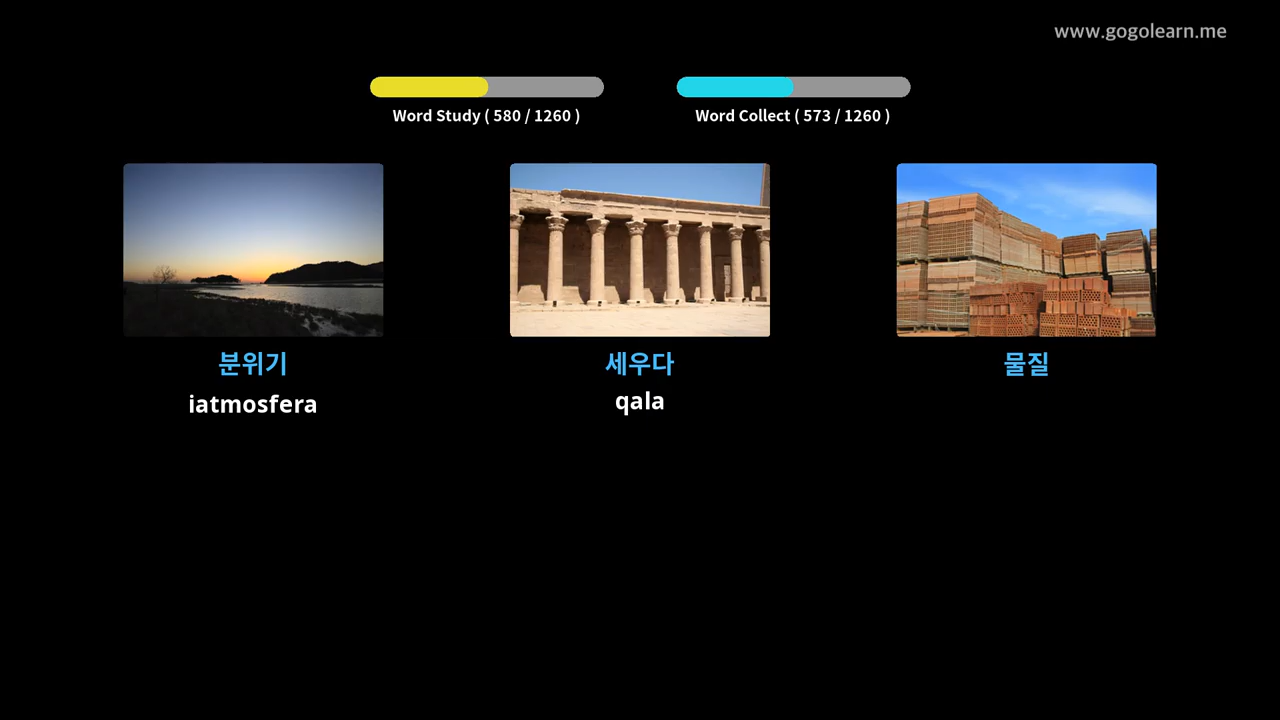 www.gogolearn.me
Word Study ( 580 / 1260 )
Word Collect ( 573 / 1260 )
분위기
세우다
물질
iatmosfera
qala